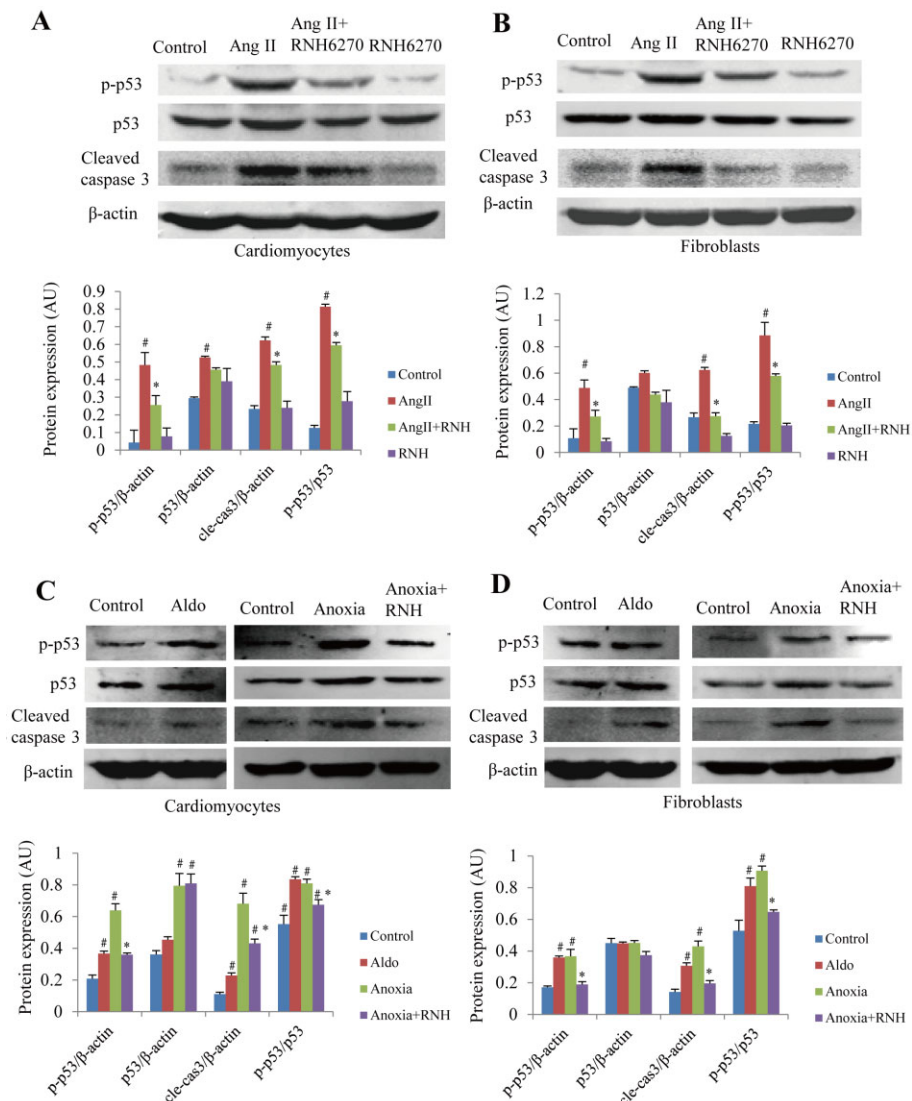 A
Control
Ang II
Ang II+
RNH6270
RNH6270
p-p53
p53
Cleaved
caspase 3
β-actin
Cardiomyocytes
Protein expression (AU)
0.9
0.8
0.7
0.6
0.5
0.4
0.3
0.2
0.1
0
# * # # * # *
p-p53/β-actin
p53/β-actin
cle-cas3/β-actin
p-p53/p53
Control
AngII
AngII+RNH
RNH
B
Control
Ang II
Ang II+
RNH6270
RNH6270
p-p53
p53
Cleaved
caspase 3
β-actin
Fibroblasts
Protein expression (AU)
1.2
1
0.8
0.6
0.4
0.2
0
# * # * # *
p-p53/β-actin
p53/β-actin
cle-cas3/β-actin
p-p53/p53
Control
AngII
AngII+RNH
RNH
C
Control
Aldo
Control
Anoxia
Anoxia+
RNH
p-p53
p53
Cleaved
caspase 3
β-actin
Cardiomyocytes
Protein expression (AU)
1
0.8
0.6
0.4
0.2
0
# # * # # # # # * # # # # *
p-p53/β-actin
p53/β-actin
cle-cas3/β-actin
p-p53/p53
Control
Aldo
Anoxia
Anoxia+RNH
D
Control
Aldo
Control
Anoxia
Anoxia+
RNH
p-p53
p53
Cleaved
caspase 3
β-actin
Fibroblasts
Protein expression (AU)
1
0.8
0.6
0.4
0.2
0
# # * # # * # # *
p-p53/β-actin
p53/β-actin
cle-cas3/β-actin
p-p53/p53
Control
Aldo
Anoxia
Anoxia+RNH